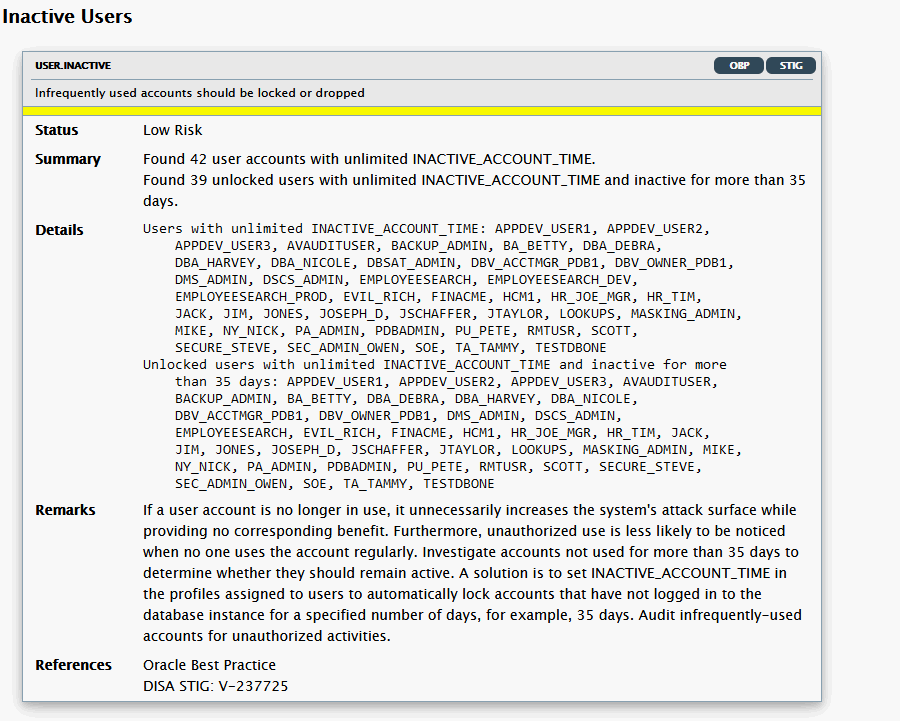 Inactive Users
USER.INACTIVE OBP STIG
Infrequently used accounts should be locked or dropped
Status Low Risk
Summary Found 42 user accounts with unlimited INACTIVE_ACCOUNT_TIME.
Found 39 unlocked users with unlimited INACTIVE_ACCOUNT_TIME and inactive for more than 35
days.
Details Users with unlimited INACTIVE_ACCOUNT_TIME: APPDEV_USER1, APPDEV_USER2,
APPDEV_USER3, AVAUDITUSER, BACKUP_ADMIN, BA_BETTY, DBA_DEBRA,
DBA_HARVEY, DBA_NICOLE, DBSAT_ADMIN, DBV_ACCTMGR_PDB1, DBV_OWNER_PDB1,
DMS_ADMIN, DSCS_ADMIN, EMPLOYEESEARCH, EMPLOYEESEARCH_DEV,
EMPLOYEESEARCH_PROD, EVIL_RICH, FINACME, HCM1, HR_JOE_MGR, HR_TIM,
JACK, JIM, JONES, JOSEPH_D, JSCHAFFER, JTAYLOR, LOOKUPS, MASKING_ADMIN,
MIKE, NY_NICK, PA_ADMIN, PDBADMIN, PU_PETE, RMTUSR, SCOTT,
SECURE_STEVE, SEC_ADMIN_OWEN, SOE, TA_TAMMY, TESTDBONE
Unlocked users with unlimited INACTIVE_ACCOUNT_TIME and inactive for more
than 35 days: APPDEV_USER1, APPDEV_USER2, APPDEV_USER3, AVAUDITUSER,
BACKUP_ADMIN, BA_BETTY, DBA_DEBRA, DBA_HARVEY, DBA_NICOLE,
DBV_ACCTMGR_PDB1, DBV_OWNER_PDB1, DMS_ADMIN, DSCS_ADMIN,
EMPLOYEESEARCH, EVIL_RICH, FINACME, HCM1, HR_JOE_MGR, HR_TIM, JACK,
JIM, JONES, JOSEPH_D, JSCHAFFER, JTAYLOR, LOOKUPS, MASKING_ADMIN, MIKE,
NY_NICK, PA_ADMIN, PDBADMIN, PU_PETE, RMTUSR, SCOTT, SECURE_STEVE,
SEC_ADMIN_OWEN, SOE, TA_TAMMY, TESTDBONE
Remarks If a user account is no longer in use, it unnecessarily increases the system's attack surface while
providing no corresponding benefit. Furthermore, unauthorized use is less likely to be noticed
when no one uses the account regularly. Investigate accounts not used for more than 35 days to
determine whether they should remain active. A solution is to set INACTIVE_ACCOUNT_TIME in
the profiles assigned to users to automatically lock accounts that have not logged in to the
database instance for a specified number of days, for example, 35 days. Audit infrequently-used
accounts for unauthorized activities.
References Oracle Best Practice
DISA STIG: V-237725